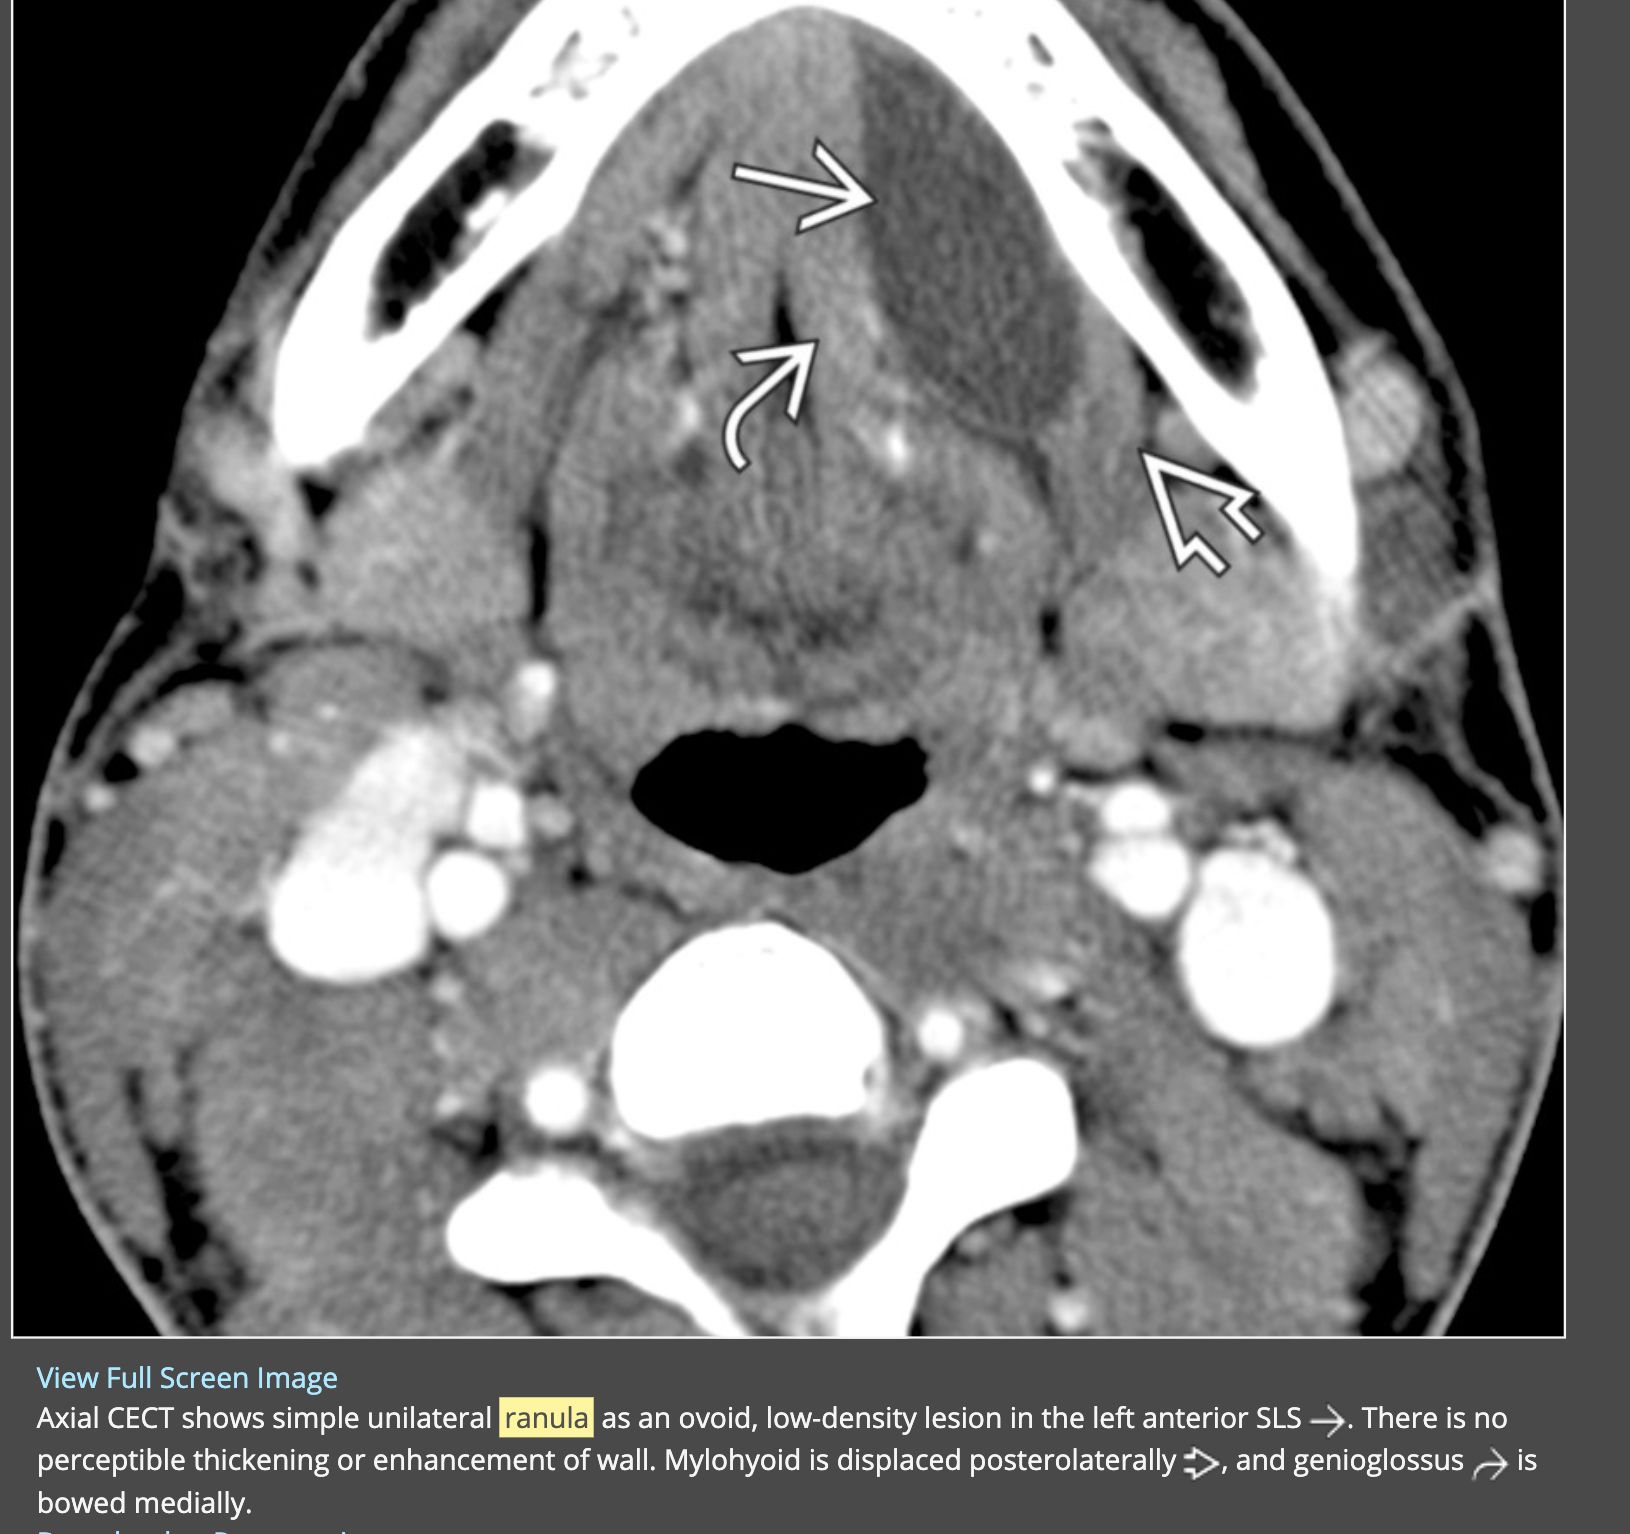 View Full Screen Image
Axial CECT shows simple unilateral ranula as an ovoid, low-density lesion in the left anterior SLS →. There is no
perceptible thickening or enhancement of wall. Mylohyoid is displaced posterolaterally , and genioglossus is
bowed medially.